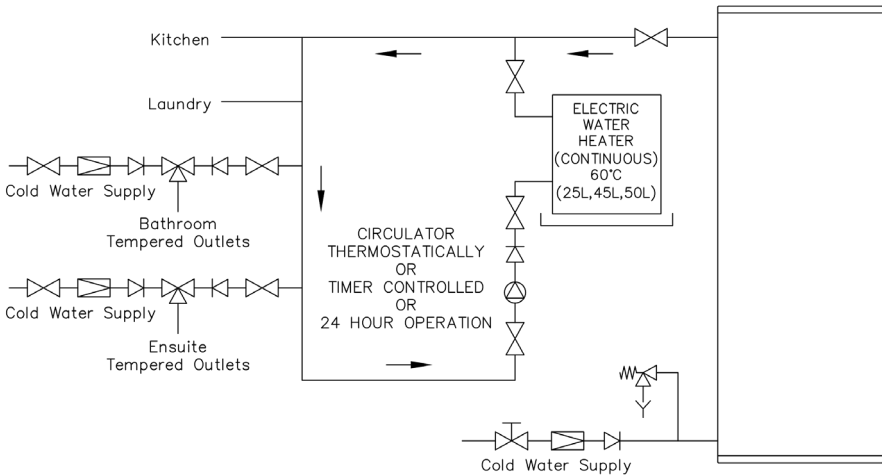 Kitchen
Laundry
Cold Water Supply
Bathroom
Tempered Outlets
Cold Water Supply
Ensuite
Tempered Outlets
CIRCULATOR
THERMOSTATICALLY
OR
TIMER CONTROLLED
OR
24 HOUR OPERATION
ELECTRIC
WATER
HEATER
(CONTINUOUS)
60°C
(25L,45L,50L)
Cold Water Supply